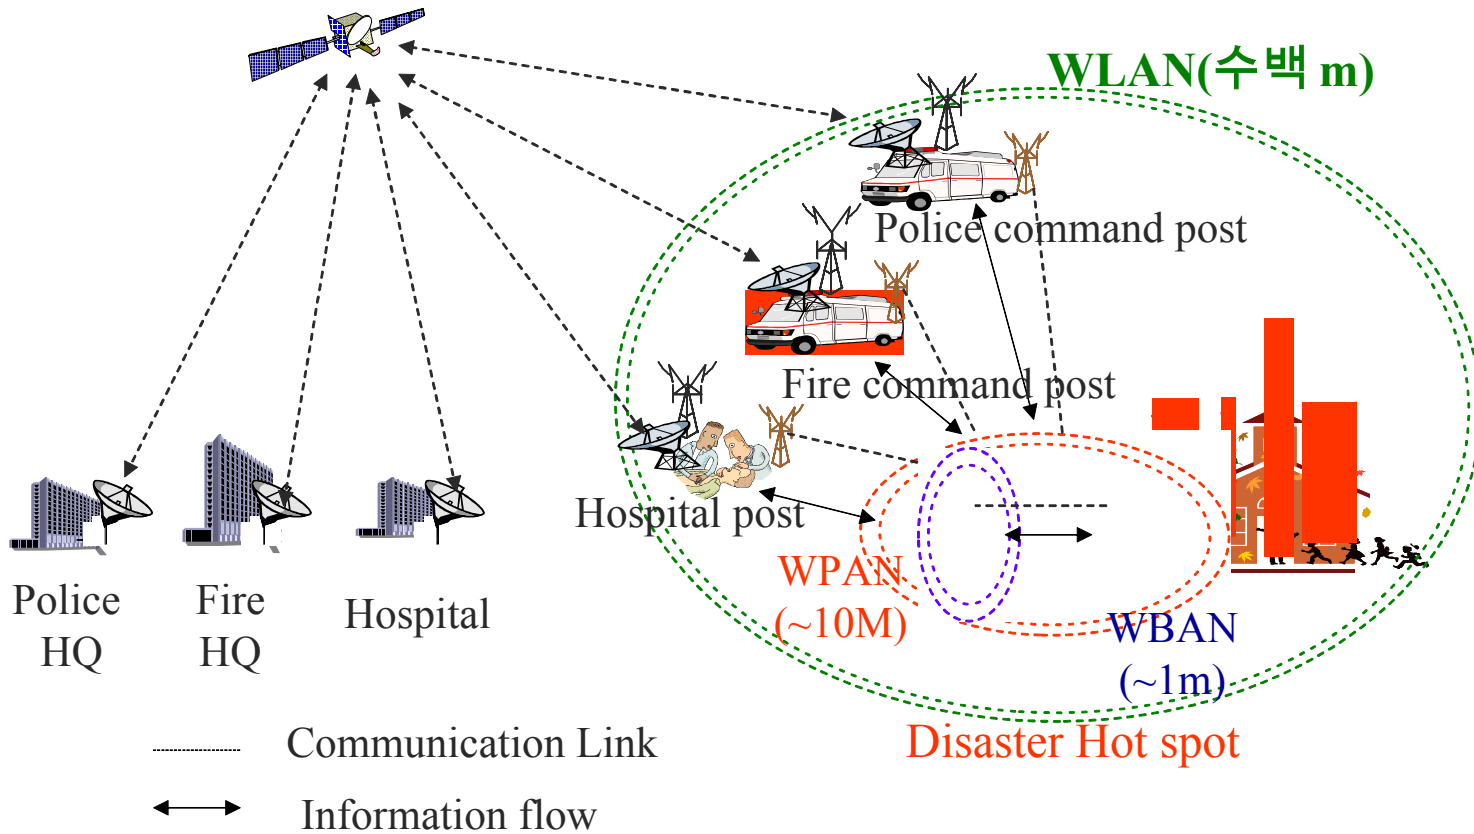 WLAN(수백 m)
Police command post
Fire command post
Hospital post
WPAN
(~10M)
WBAN
(~1m)
Police
HQ
Fire
HQ
Hospital
Disaster Hot spot
Communication Link
Information flow